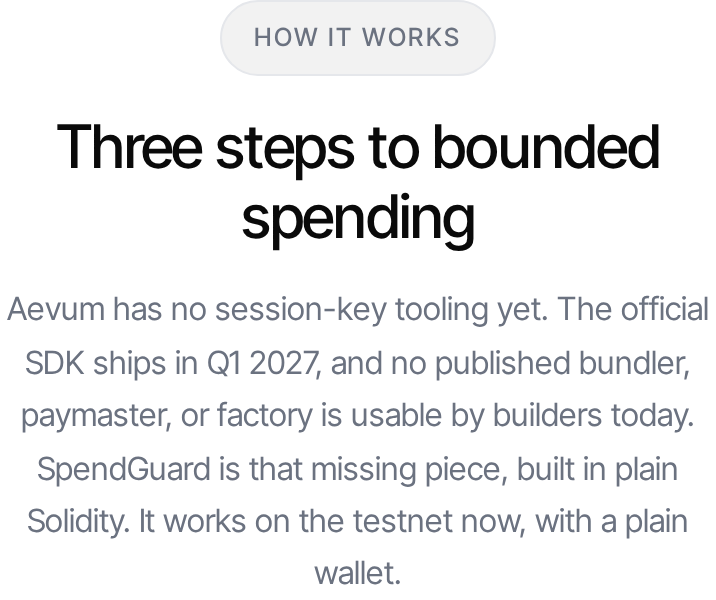 HOW IT WORKS
Three steps to bounded
spending
Aevum has no session-key tooling yet. The official
SDK ships in Q1 2027, and no published bundler,
paymaster, or factory is usable by builders today.
SpendGuard is that missing piece, built in plain
Solidity. It works on the testnet now, with a plain
wallet.